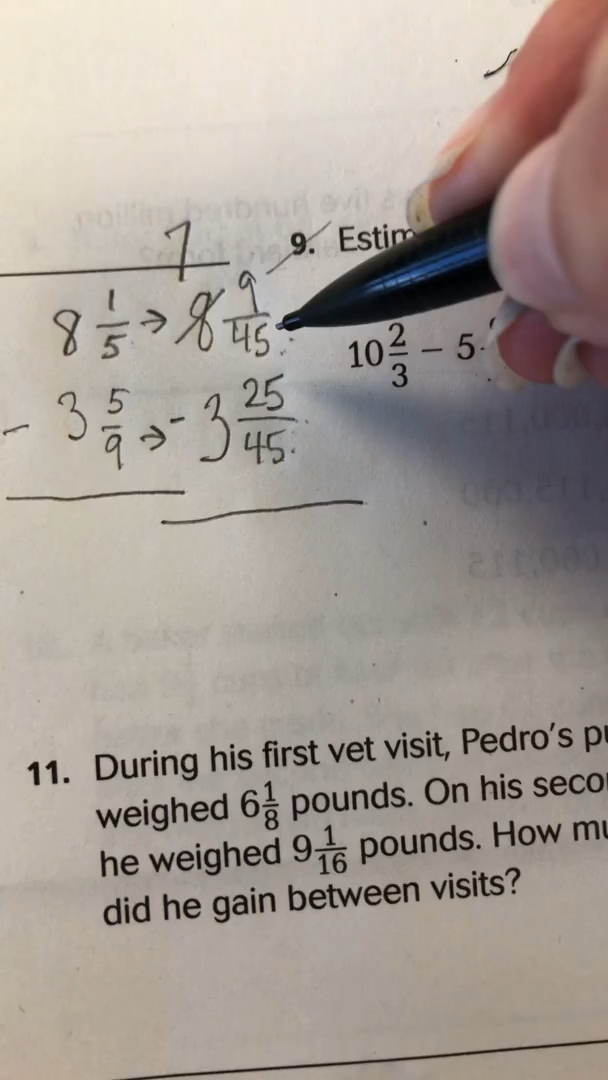 7
8 1/5 → 8 9/45
- 3 5/9 → - 3 25/45
9. Estim
10 2/3 - 5
11. During his first vet visit, Pedro's pu
weighed 6 1/8 pounds. On his seco
he weighed 9 1/16 pounds. How mu
did he gain between visits?